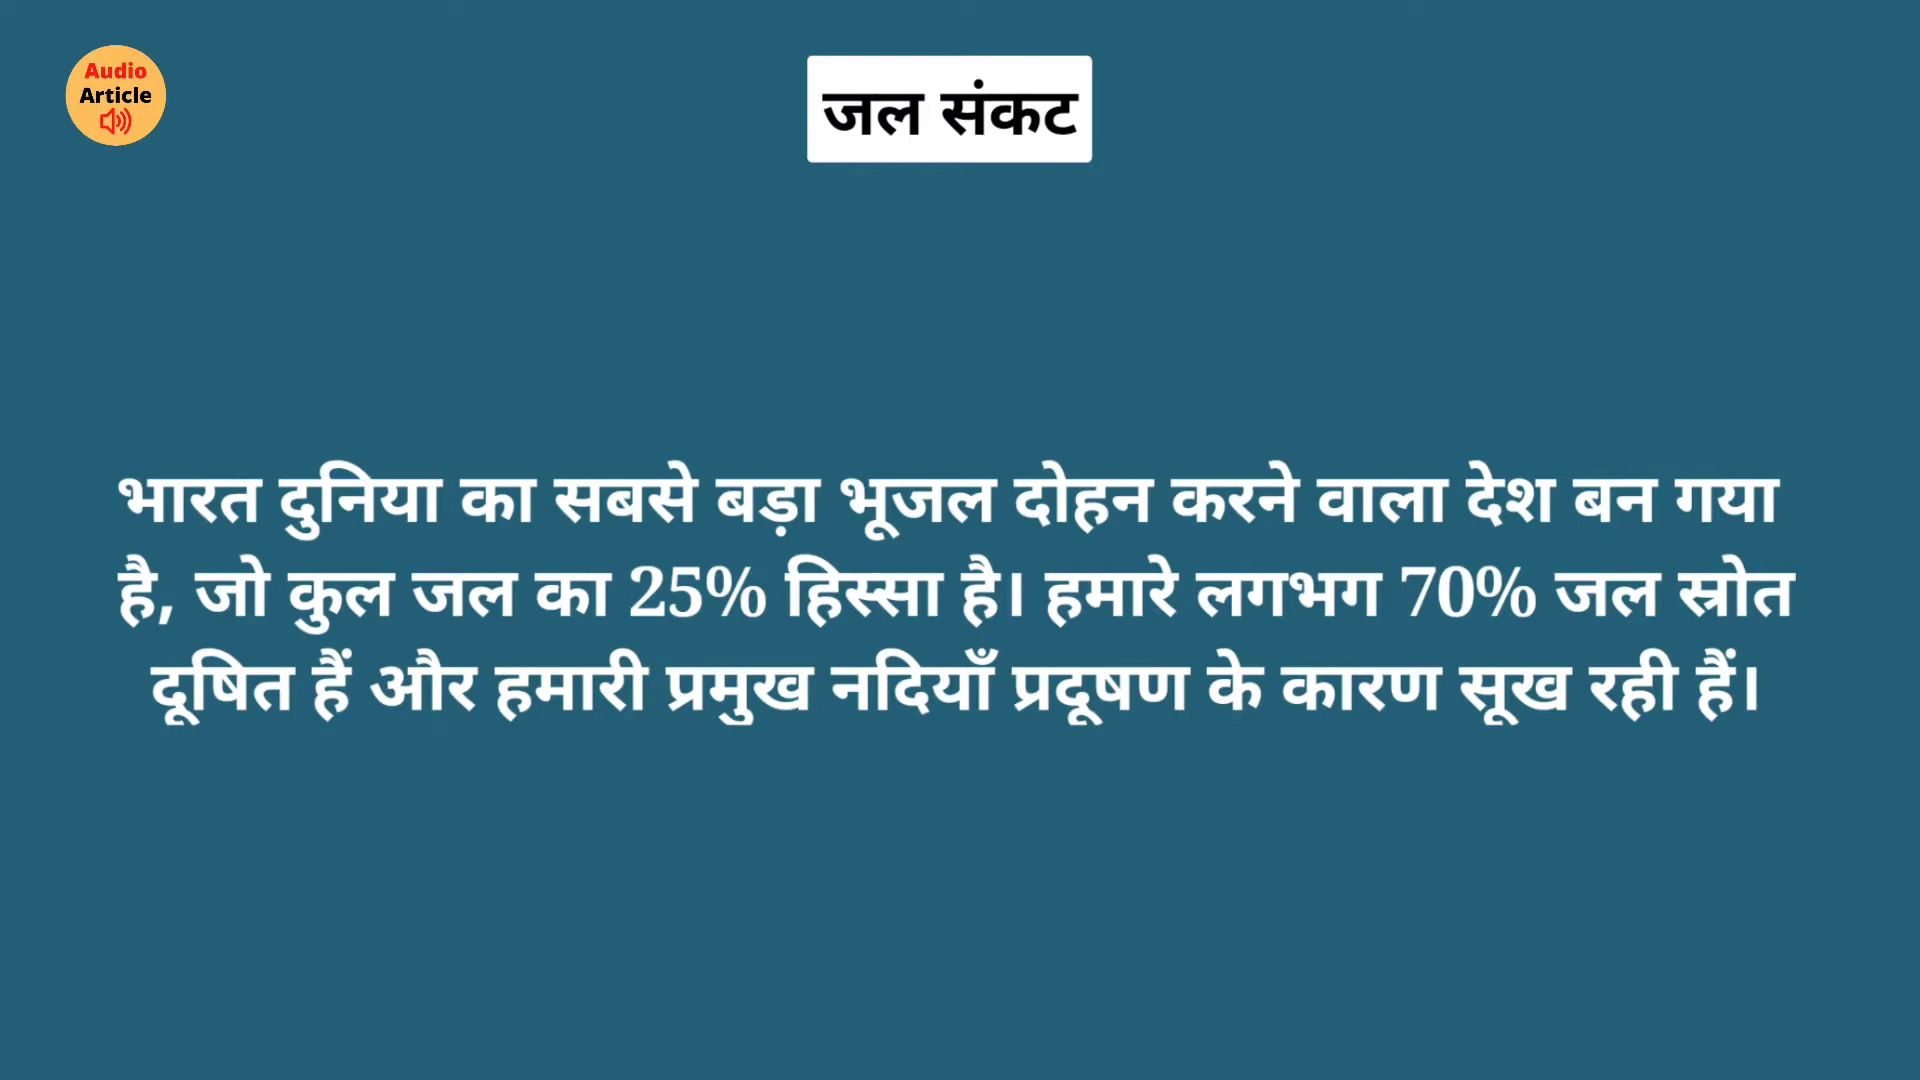 Audio
Article
जल संकट
भारत दुनिया का सबसे बड़ा भूजल दोहन करने वाला देश बन गया
है, जो कुल जल का 25% हिस्सा है। हमारे लगभग 70% जल स्रोत
दूषित हैं और हमारी प्रमुख नदियाँ प्रदूषण के कारण सूख रही हैं।